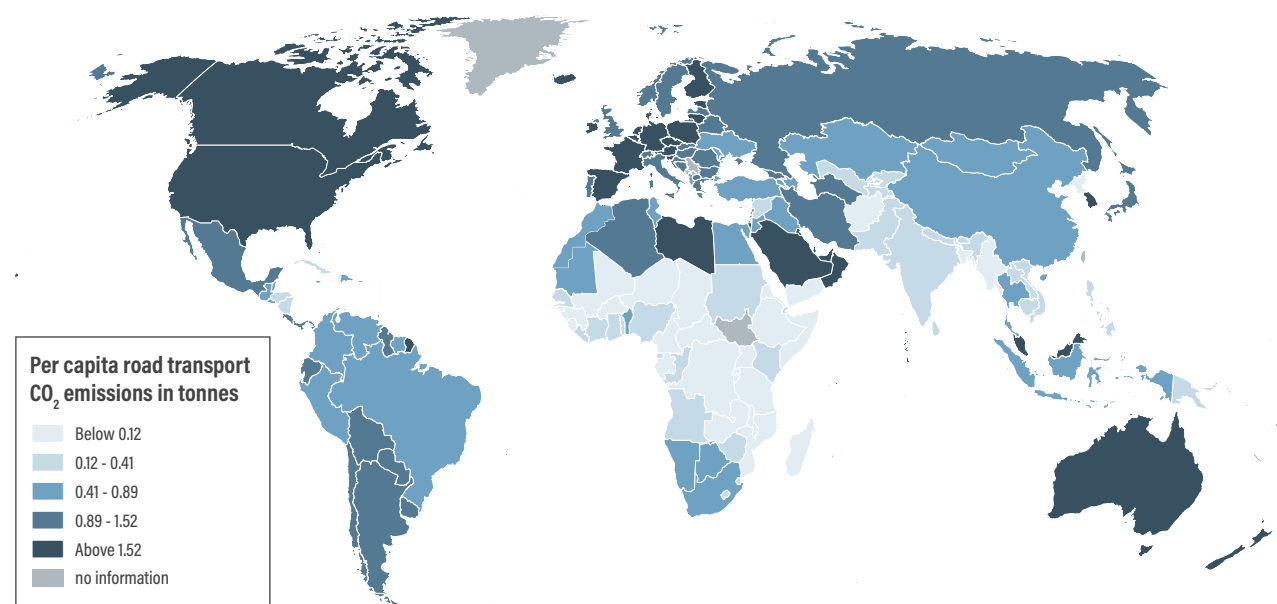 Per capita road transport
CO₂ emissions in tonnes
Below 0.12
0.12 - 0.41
0.41 - 0.89
0.89 - 1.52
Above 1.52
no information